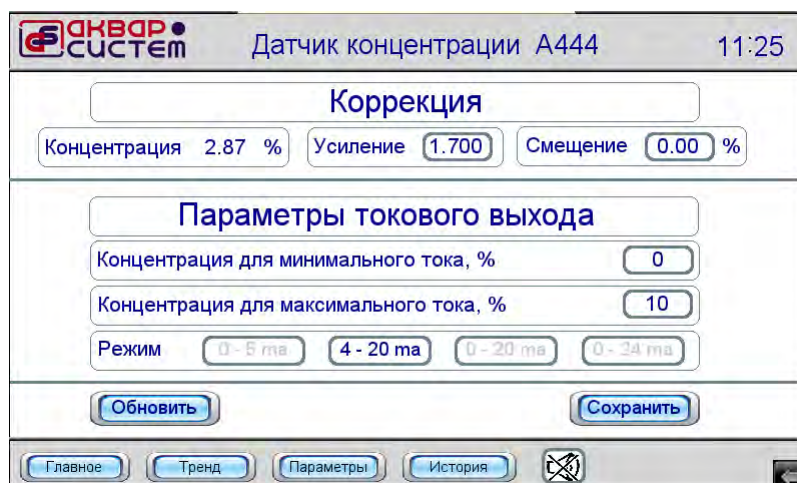 аквар систем
Датчик концентрации А444 11:25
Коррекция
Концентрация 2.87 % Усиление 1.700 Смещение 0.00 %
Параметры токового выхода
Концентрация для минимального тока, % 0
Концентрация для максимального тока, % 10
Режим 0 - 5 ma 4 - 20 ma 0 - 20 ma 0 - 24 ma
Обновить Сохранить
Главное Тренд Параметры История